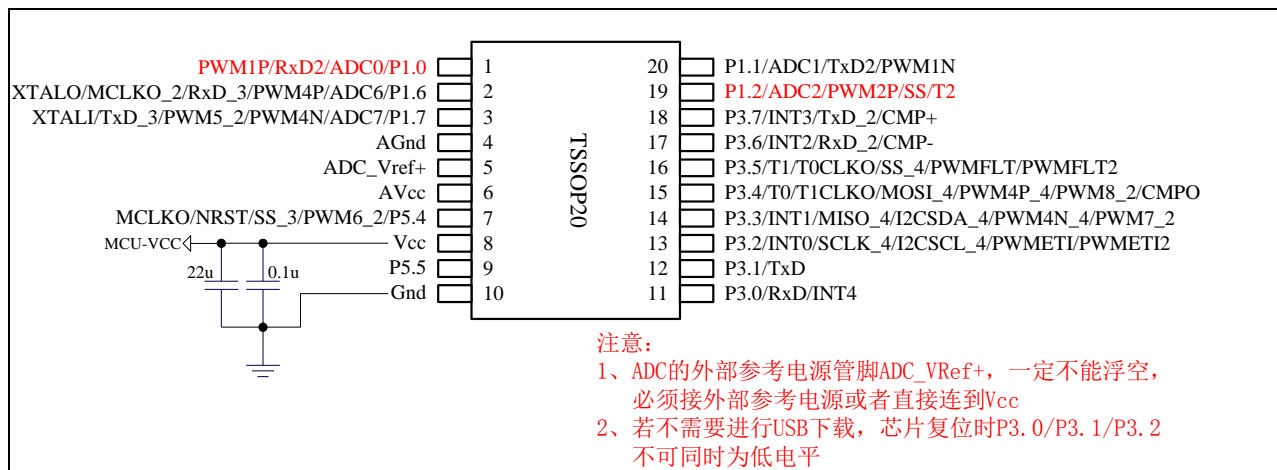 PWM1P/RxD2/ADC0/P1.0 1 20 P1.1/ADC1/TxD2/PWM1N
XTALO/MCLKO_2/RxD_3/PWM4P/ADC6/P1.6 2 19 P1.2/ADC2/PWM2P/SS/T2
XTALI/TxD_3/PWM5_2/PWM4N/ADC7/P1.7 3 18 P3.7/INT3/TxD_2/CMP+
AGnd 4 17 P3.6/INT2/RxD_2/CMP-
ADC_Vref+ 5 16 P3.5/T1/T0CLKO/SS_4/PWMFLT/PWMFLT2
AVcc 6 15 P3.4/T0/T1CLKO/MOSI_4/PWM4P_4/PWM8_2/CMPO
MCLKO/NRST/SS_3/PWM6_2/P5.4 7 14 P3.3/INT1/MISO_4/I2CSDA_4/PWM4N_4/PWM7_2
MCU-VCC Vcc 8 13 P3.2/INT0/SCLK_4/I2CSCL_4/PWMETI/PWMETI2
22u 0.1u P5.5 9 12 P3.1/TxD
Gnd 10 11 P3.0/RxD/INT4
TSSOP20
注意：
1、ADC的外部参考电源管脚ADC_VRef+，一定不能浮空，
必须接外部参考电源或者直接连到Vcc
2、若不需要进行USB下载，芯片复位时P3.0/P3.1/P3.2
不可同时为低电平